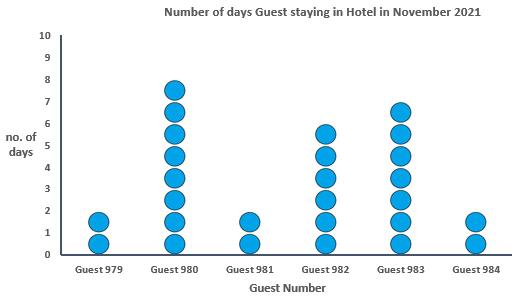 Number of days Guest staying in Hotel in November 2021
10
9
8
7
6
5
4
3
2
1
0
no. of
days
Guest 979 Guest 980 Guest 981 Guest 982 Guest 983 Guest 984
Guest Number